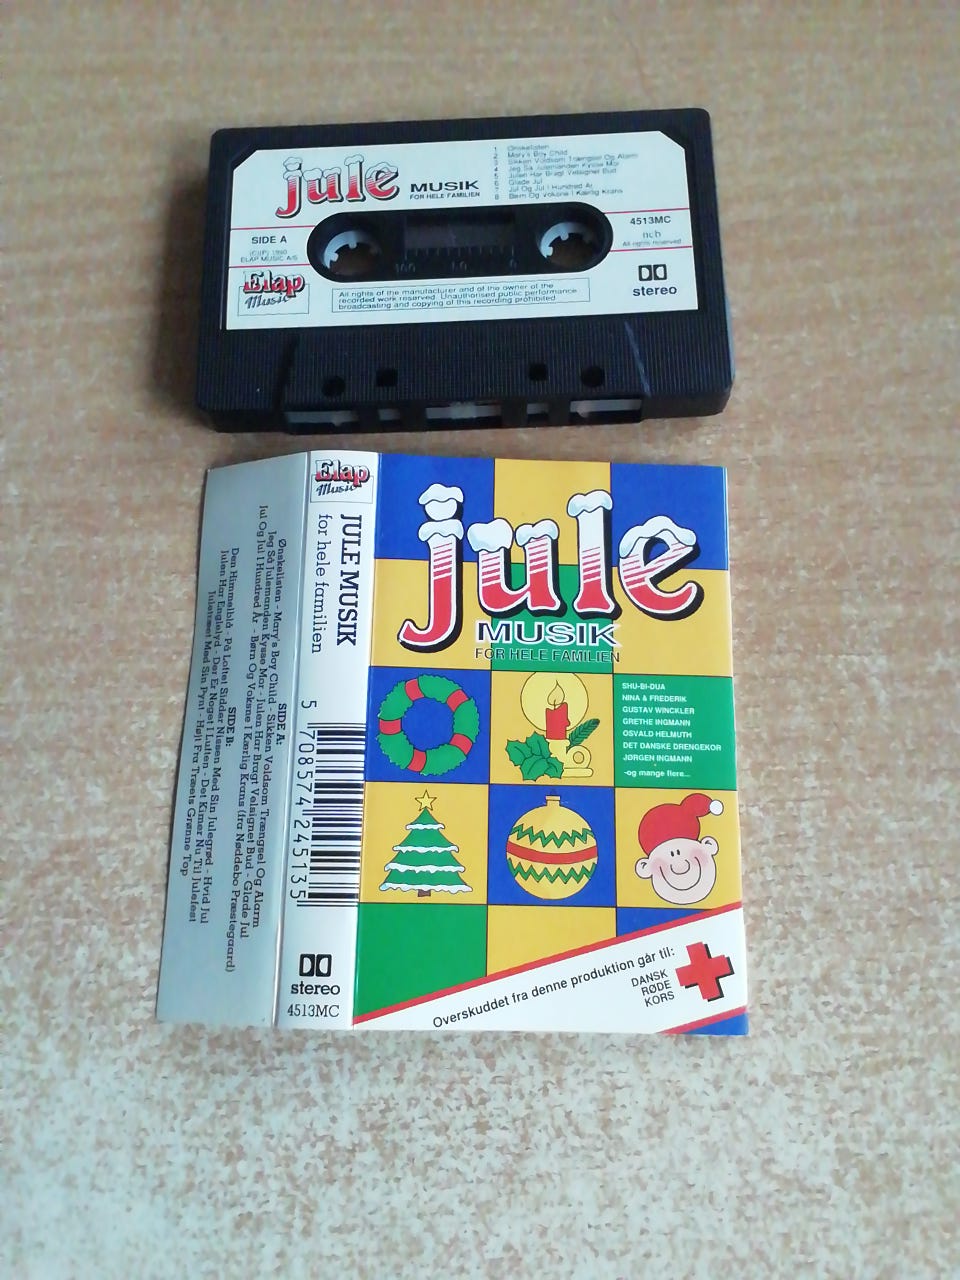 jule
MUSIK
FOR HELE FAMILIEN
1 Ønskelisten
2 Mary's Boy Child
3 Sikken Voldsom Trængsel Og Alarm
4 Jeg Så Julemanden Kysse Mor
5 Julen Har Bragt Velsignet Bud
6 Glade Jul
7 Jul Og Jul I Hundred År
8 Børn Og Voksne I Kærlig Krans
SIDE A
(C)(P) 1990
ELAP MUSIC A/S
Elap
Music
4513MC
ncb
All rights reserved
stereo
100 50 0
All rights of the manufacturer and of the owner of the
recorded work reserved. Unauthorised public performance
broadcasting and copying of this recording prohibited
SIDE A:
Ønskelisten - Mary's Boy Child - Sikken Voldsom Trængsel Og Alarm
Jeg Så Julemanden Kysse Mor - Julen Har Bragt Velsignet Bud - Glade Jul
Jul Og Jul I Hundred År - Børn Og Voksne I Kærlig Krans (fra Nøddebo Præstegaard)
SIDE B:
Den Himmelblå - På Loftet Sidder Nissen Med Sin Julegrød - Hvid Jul
Julen Har Englelyd - Der Er Noget I Luften - Det Kimer Nu Til Julefest
Juletræet Med Sin Pynt - Højt Fra Træets Grønne Top
Elap
Music
JULE MUSIK
for hele familien
5 708574 245135
stereo
4513MC
jule
MUSIK
FOR HELE FAMILIEN
SHU-BI-DUA
NINA & FREDERIK
GUSTAV WINCKLER
GRETHE INGMANN
OSVALD HELMUTH
DET DANSKE DRENGEKOR
JØRGEN INGMANN
-og mange flere...
Overskuddet fra denne produktion går til:
DANSK
RØDE
KORS